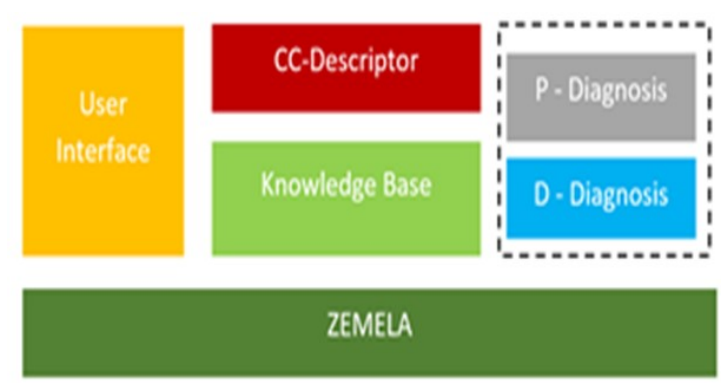 User
Interface
CC-Descriptor
Knowledge Base
P - Diagnosis
D - Diagnosis
ZEMELA